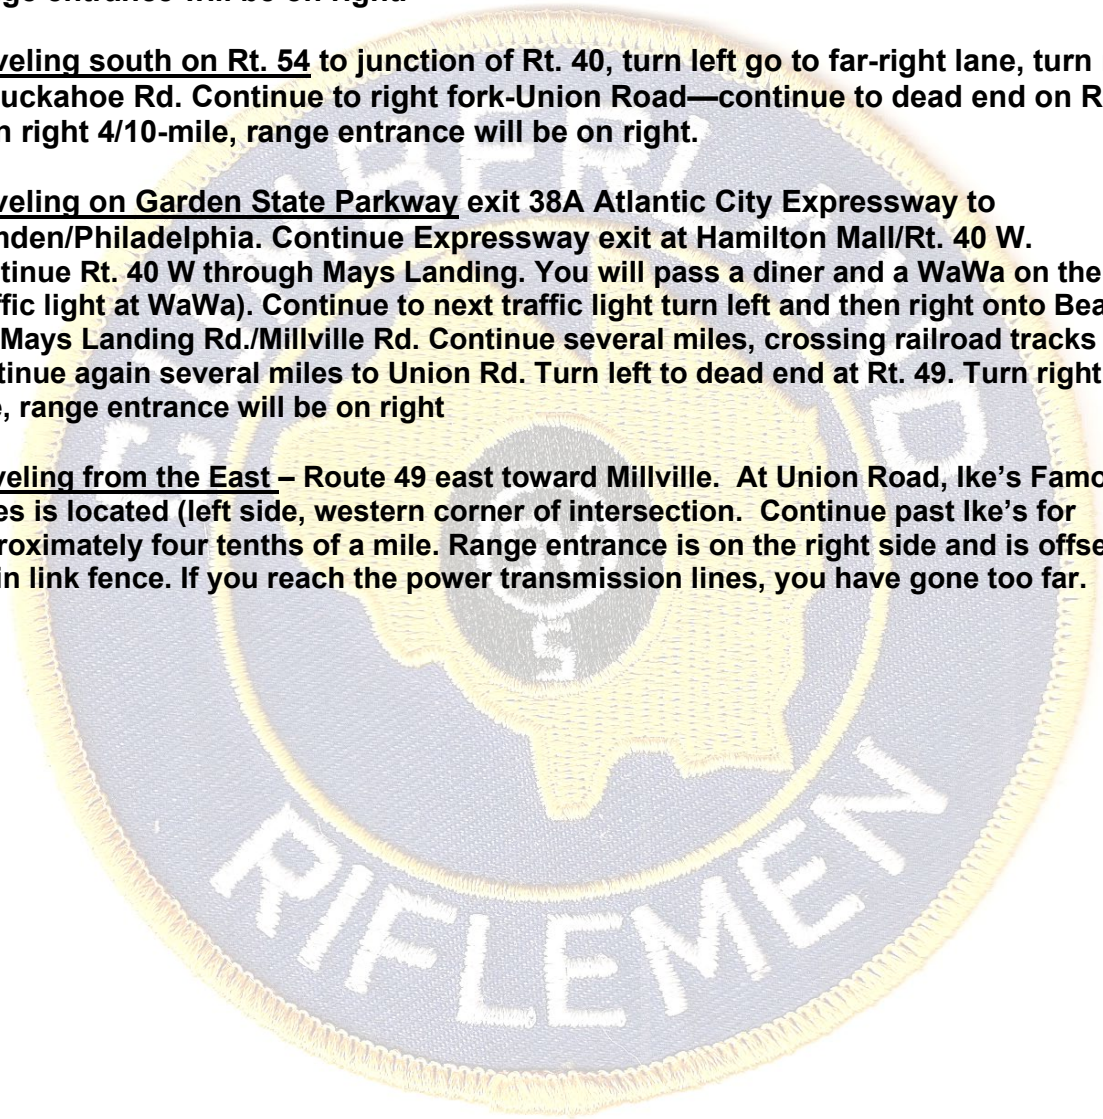 entrance will be on right.
veling south on Rt. 54 to junction of Rt. 40, turn left go to far-right lane, turn
uckahoe Rd. Continue to right fork-Union Road—continue to dead end on R
n right 4/10-mile, range entrance will be on right.
veling on Garden State Parkway exit 38A Atlantic City Expressway to
nden/Philadelphia. Continue Expressway exit at Hamilton Mall/Rt. 40 W.
tinue Rt. 40 W through Mays Landing. You will pass a diner and a WaWa on the
ffic light at WaWa). Continue to next traffic light turn left and then right onto Bea
Mays Landing Rd./Millville Rd. Continue several miles, crossing railroad tracks
tinue again several miles to Union Rd. Turn left to dead end at Rt. 49. Turn right
e, range entrance will be on right
veling from the East – Route 49 east toward Millville. At Union Road, Ike’s Famo
es is located (left side, western corner of intersection. Continue past Ike’s for
roximately four tenths of a mile. Range entrance is on the right side and is offse
in link fence. If you reach the power transmission lines, you have gone too far.
CUMBERLAND
5
RIFLEMEN